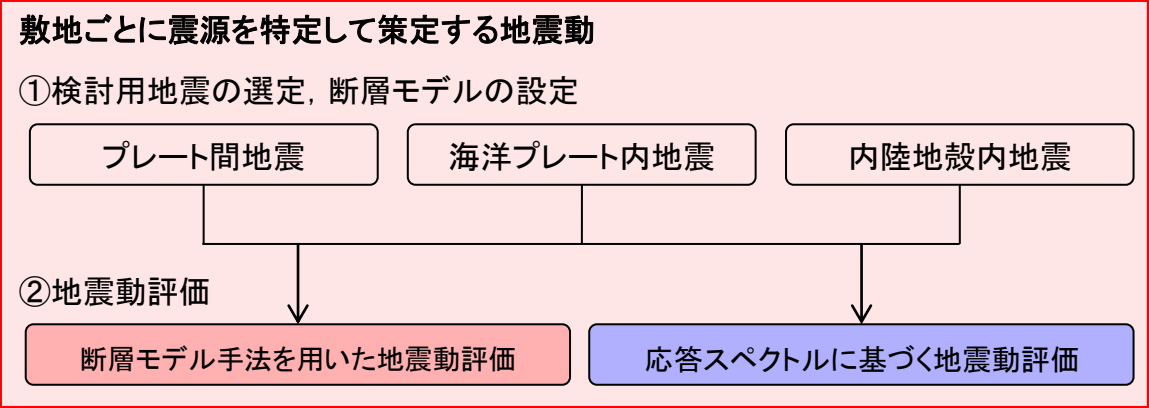 敷地ごとに震源を特定して策定する地震動
①検討用地震の選定，断層モデルの設定
プレート間地震
海洋プレート内地震
内陸地殻内地震
②地震動評価
断層モデル手法を用いた地震動評価
応答スペクトルに基づく地震動評価